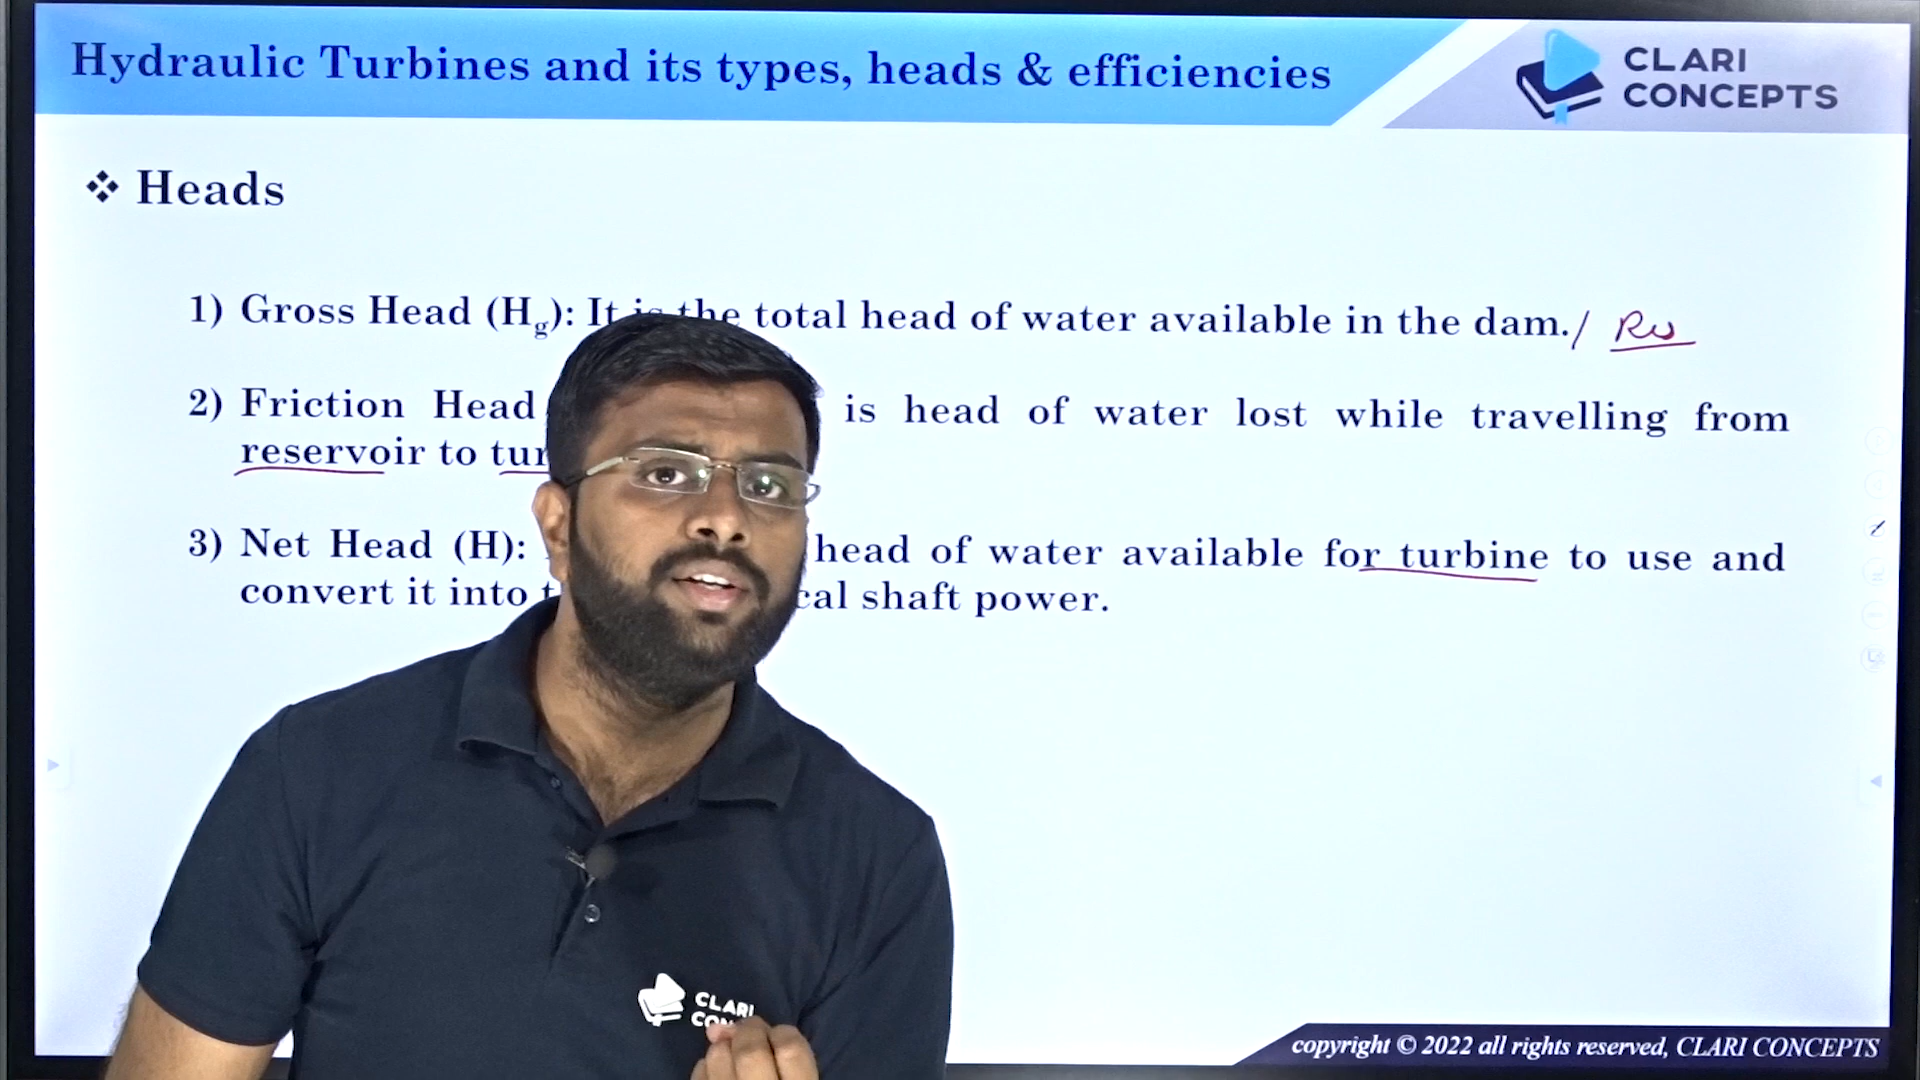 Hydraulic Turbines and its types, heads & efficiencies
CLARI
CONCEPTS
❖ Heads
1) Gross Head (Hg): It is the total head of water available in the dam./
2) Friction Head is head of water lost while travelling from
reservoir to tur
3) Net Head (H): head of water available for turbine to use and
convert it into t cal shaft power.
CLARI
copyright © 2022 all rights reserved, CLARI CONCEPTS